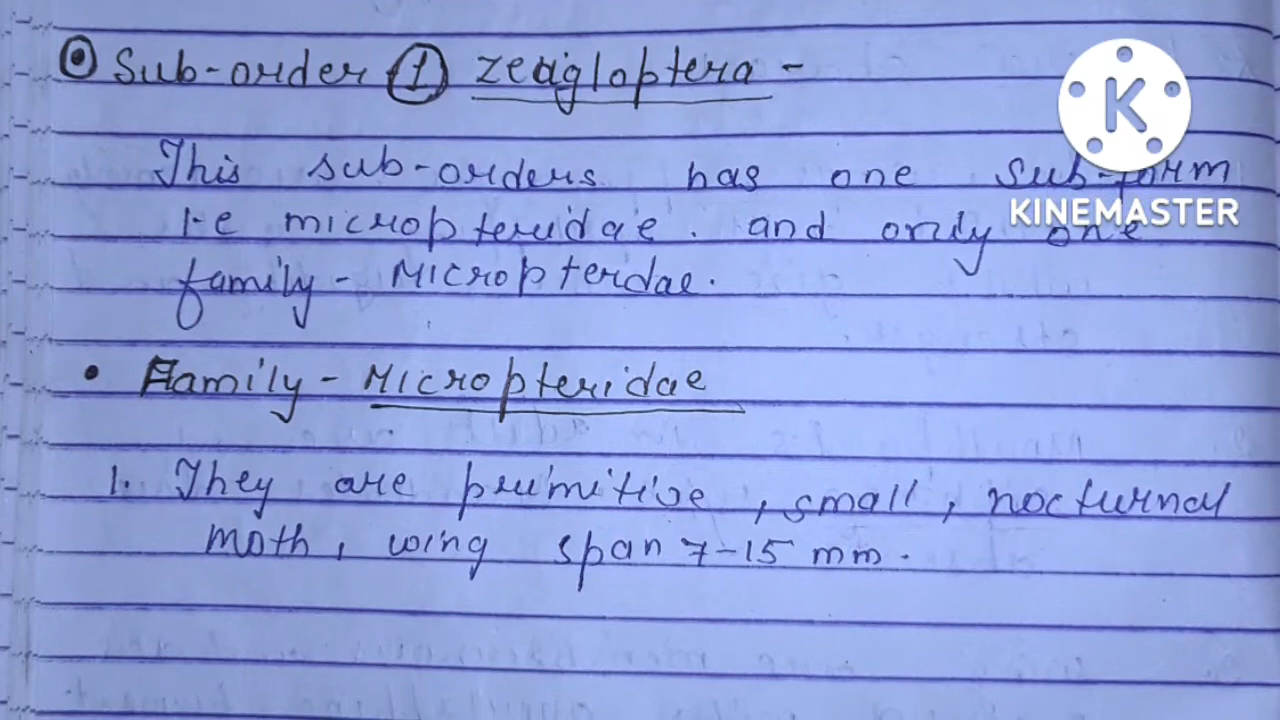 Sub-order ① zeagloptera -
This sub-orders has one sub-form
i.e micropteridae. and only one
family - Micropterdae.
• Family - Micropteridae
1. They are primitive, small, nocturnal
moth, wing span 7-15 mm.
K
KINEMASTER